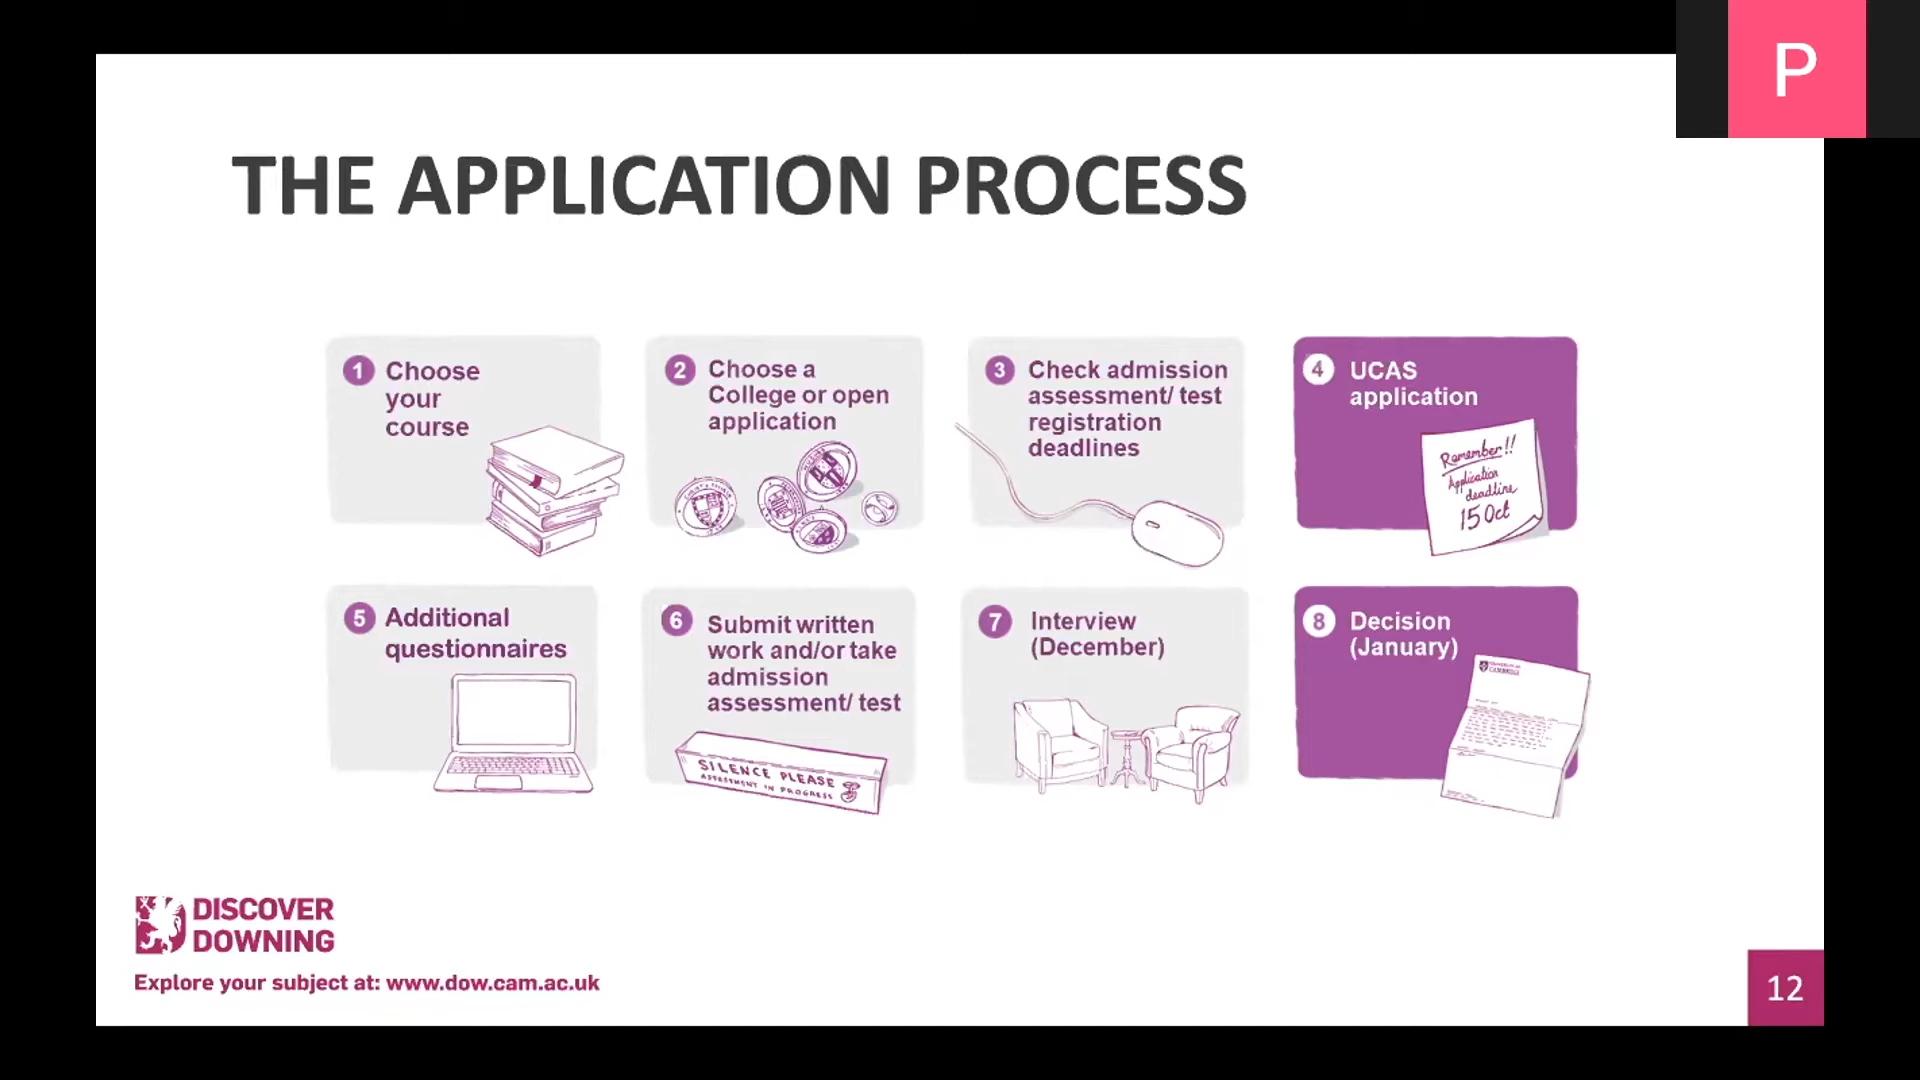 P
THE APPLICATION PROCESS
1 Choose
your
course
2 Choose a
College or open
application
3 Check admission
assessment/ test
registration
deadlines
4 UCAS
application
Remember!!
Application
deadline
15 Oct
5 Additional
questionnaires
6 Submit written
work and/or take
admission
assessment/ test
SILENCE PLEASE
ASSESSMENT IN PROGRESS
7 Interview
(December)
8 Decision
(January)
CAMBRIDGE
DISCOVER
DOWNING
Explore your subject at: www.dow.cam.ac.uk
12